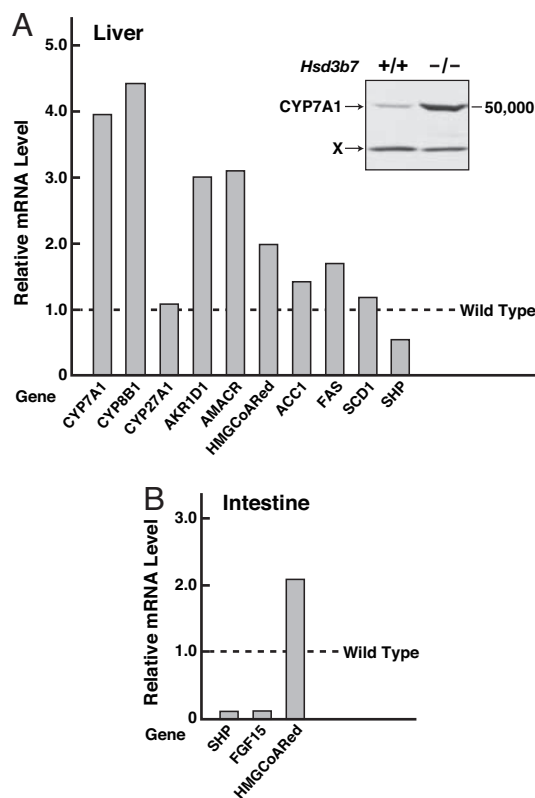 A
Liver
Relative mRNA Level
5.0
4.0
3.0
2.0
1.0
0
Wild Type
Hsd3b7 +/+ −/−
CYP7A1→
−50,000
X→
Gene
CYP7A1
CYP8B1
CYP27A1
AKR1D1
AMACR
HMGCoARed
ACC1
FAS
SCD1
SHP
B
Intestine
Relative mRNA Level
3.0
2.0
1.0
0
Wild Type
Gene
SHP
FGF15
HMGCoARed